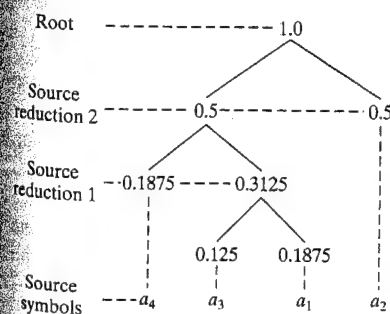 Root 1.0
Source
reduction 2 0.5 0.5
Source
reduction 1 0.1875 0.3125
0.125 0.1875
Source
symbols a₄ a₃ a₁ a₂